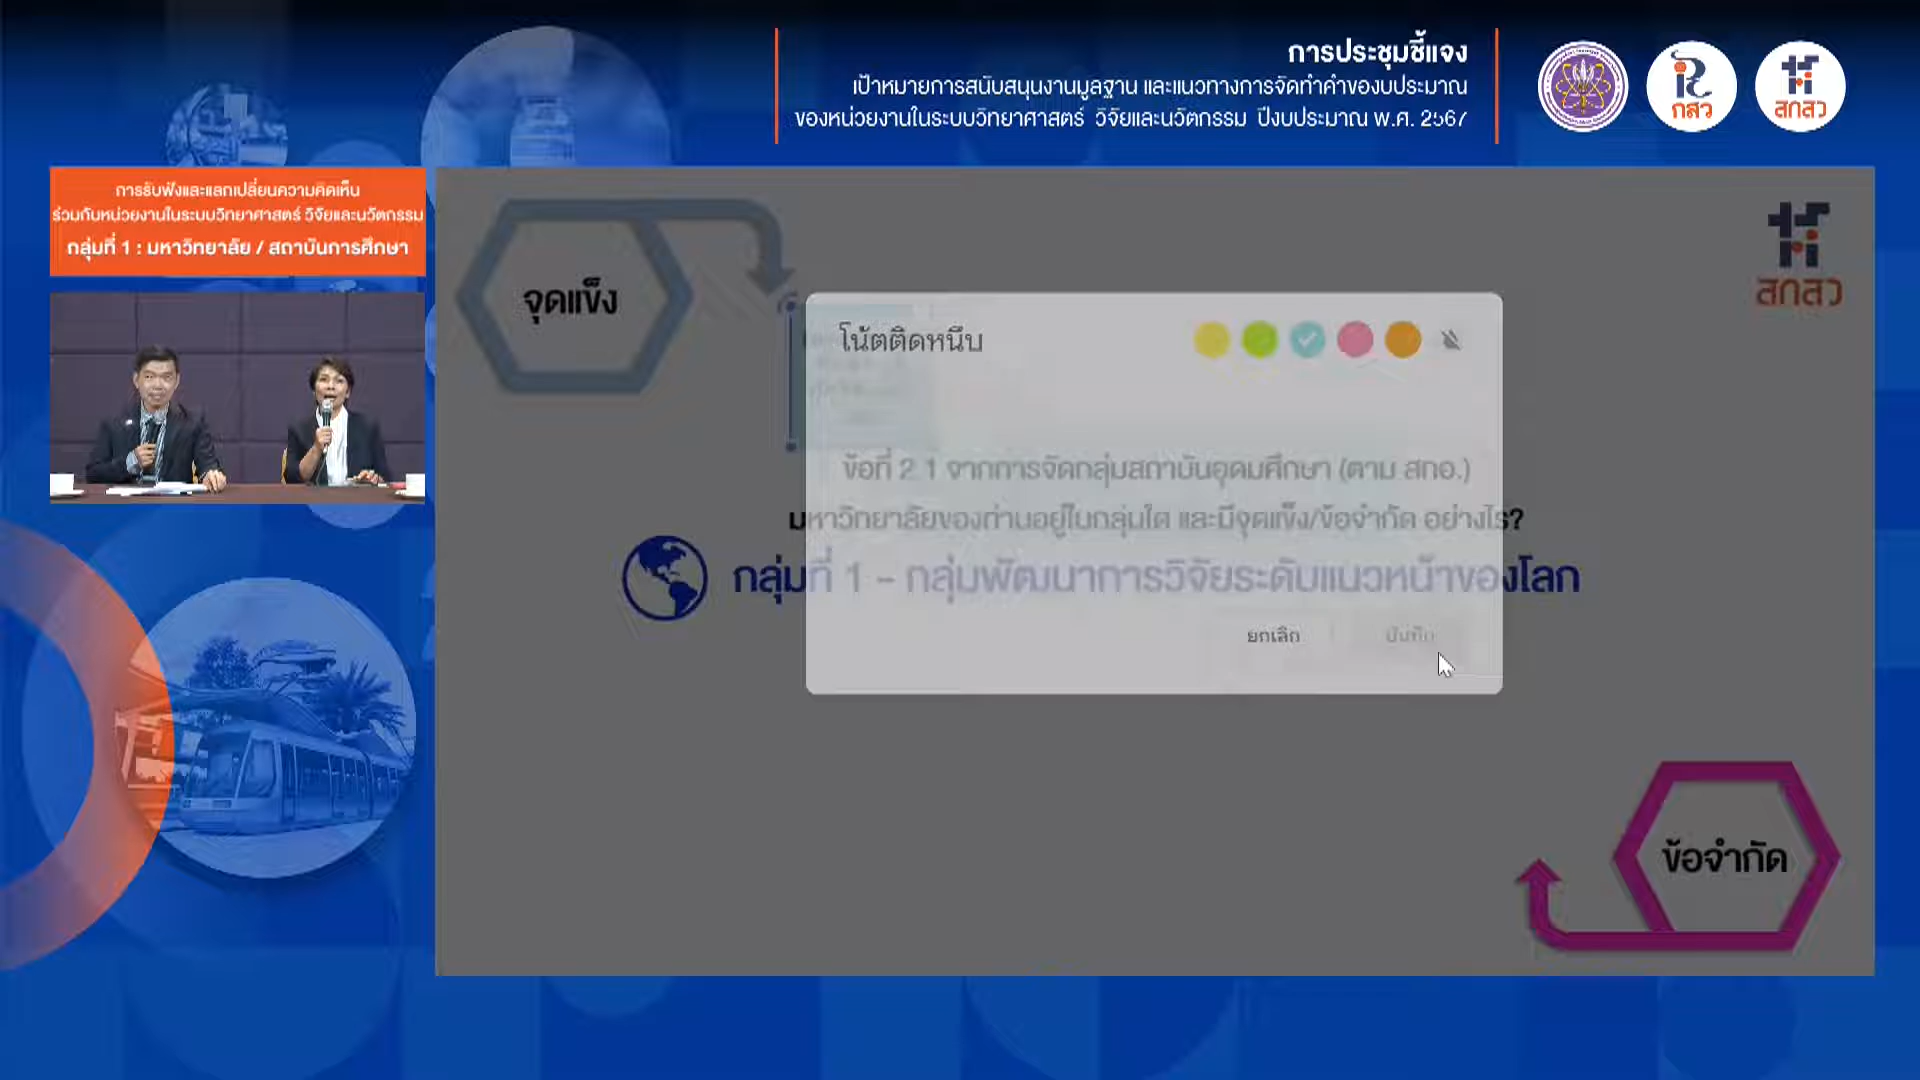 การประชุมชี้แจง
เป้าหมายการสนับสนุนงานมูลฐาน และแนวทางการจัดทำคำของบประมาณ
ของหน่วยงานในระบบวิทยาศาสตร์ วิจัยและนวัตกรรม ปีงบประมาณ พ.ศ. 2567
กสว
สกสว
การรับฟังและแลกเปลี่ยนความคิดเห็น
ร่วมกับหน่วยงานในระบบวิทยาศาสตร์ วิจัยและนวัตกรรม
กลุ่มที่ 1 : มหาวิทยาลัย / สถาบันการศึกษา
สกสว
จุดแข็ง
โน้ตติดหนึบ
ข้อที่ 2.1 จากการจัดกลุ่มสถาบันอุดมศึกษา (ตาม สกอ.)
มหาวิทยาลัยของท่านอยู่ในกลุ่มใด และมีจุดแข็ง/ข้อจำกัด อย่างไร?
กลุ่มที่ 1 - กลุ่มพัฒนาการวิจัยระดับแนวหน้าของโลก
ยกเลิก
บันทึก
ข้อจำกัด